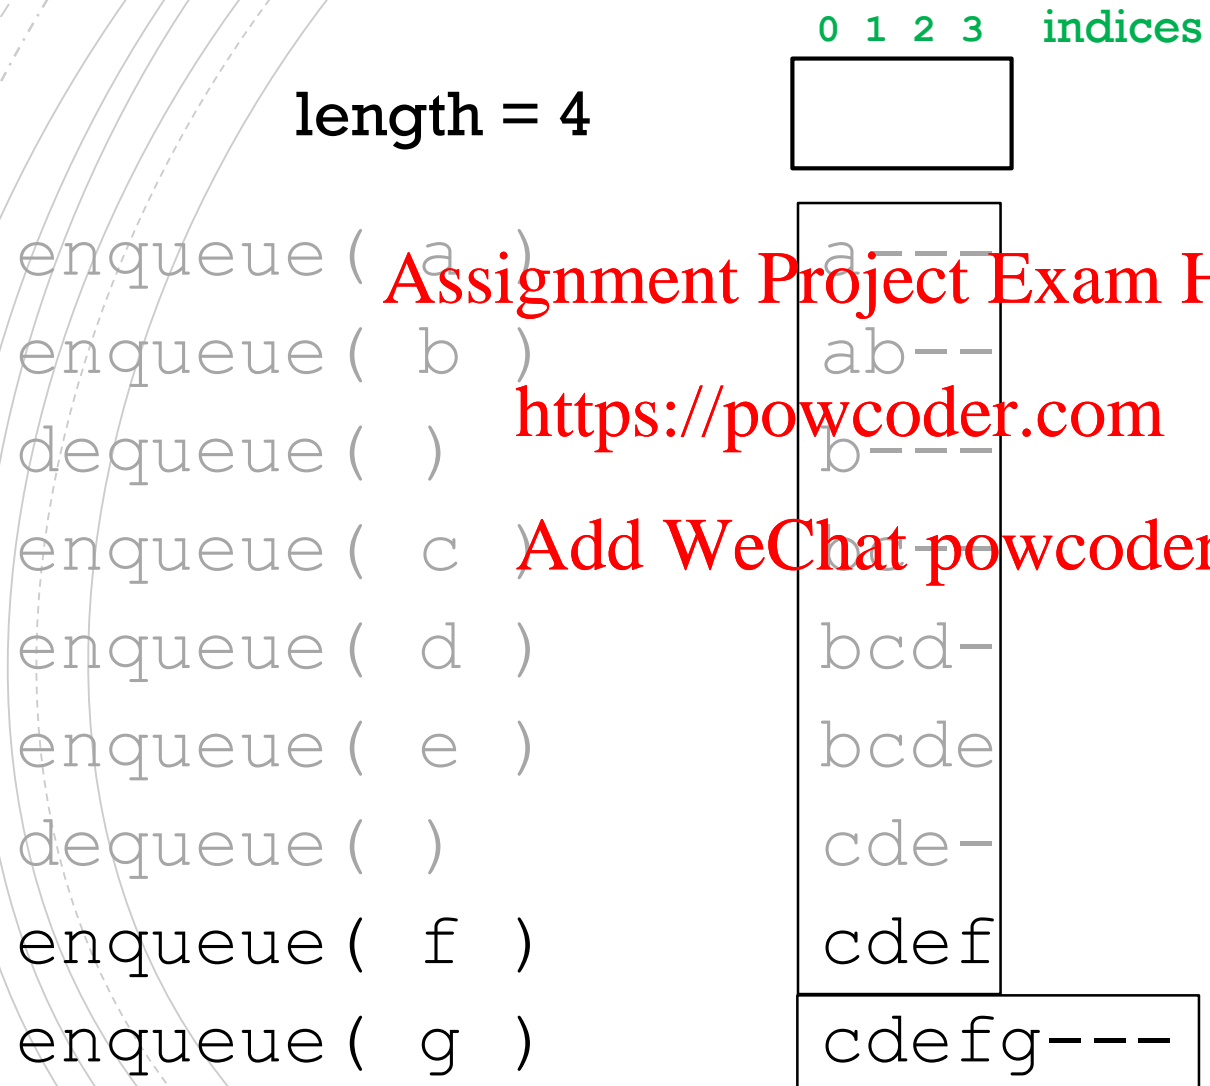 0 1 2 3 indices
length = 4
enqueue( a ) a---
Assignment Project Exam H
enqueue( b ) ab--
https://powcoder.com
dequeue( ) b---
enqueue( c ) bc--
Add WeChat powcoder
enqueue( d ) bcd-
enqueue( e ) bcde
dequeue( ) cde-
enqueue( f ) cdef
enqueue( g ) cdefg---